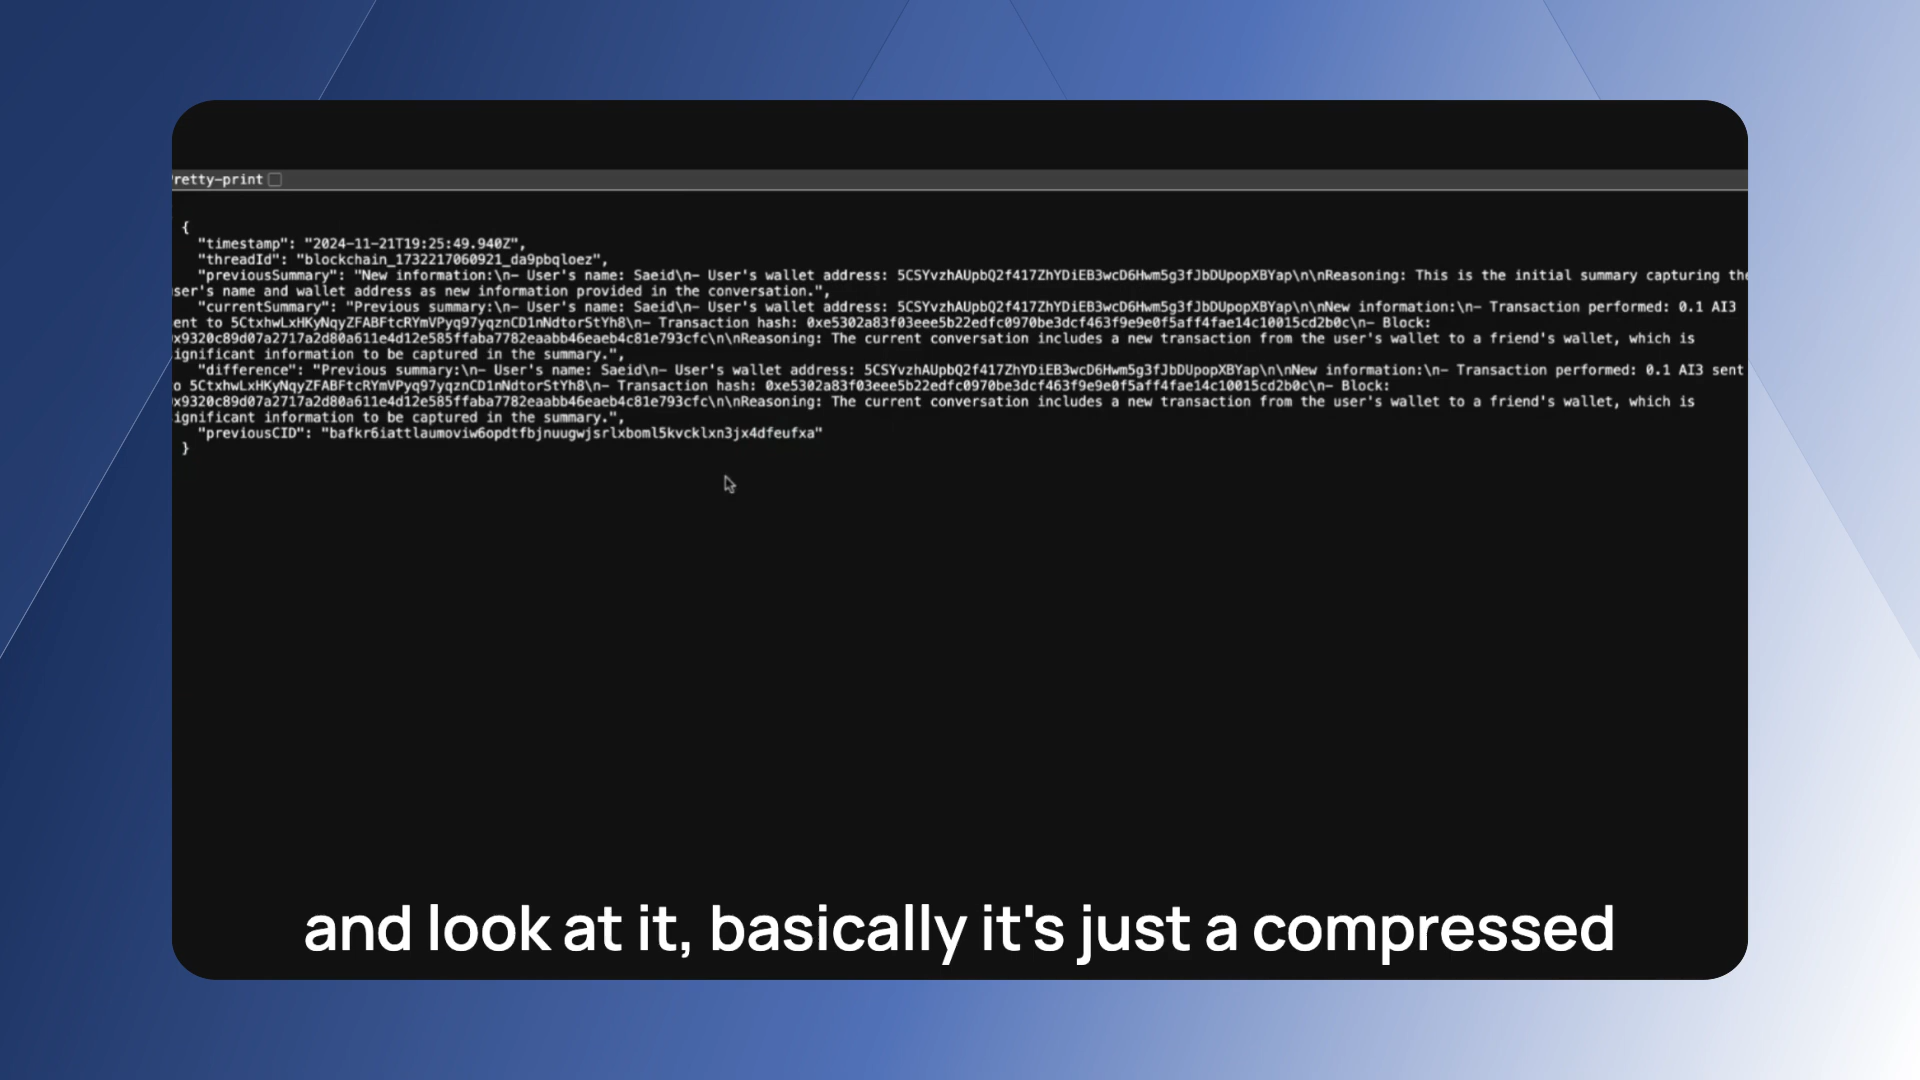 retty-print
{
"timestamp": "2024-11-21T19:25:49.940Z",
"threadId": "blockchain_1732217060921_da9pbqloez",
"previousSummary": "New information:\n- User's name: Saeid\n- User's wallet address: 5CSYvzhAUpbQ2f417ZhYDiEB3wcD6Hwm5g3fJbDUpopXBYap\n\nReasoning: This is the initial summary capturing the
ser's name and wallet address as new information provided in the conversation.",
"currentSummary": "Previous summary:\n- User's name: Saeid\n- User's wallet address: 5CSYvzhAUpbQ2f417ZhYDiEB3wcD6Hwm5g3fJbDUpopXBYap\n\nNew information:\n- Transaction performed: 0.1 AI3
ent to 5CtxhwLxHKyNqyZFABFtcRYmVPyq97yqznCD1nNdtorStYh8\n- Transaction hash: 0xe5302a83f03eee5b22edfc0970be3dcf463f9e9e0f5aff4fae14c10015cd2b0c\n- Block:
x9320c89d07a2717a2d80a611e4d12e585ffaba7782eaabb46eaeb4c81e793cfc\n\nReasoning: The current conversation includes a new transaction from the user's wallet to a friend's wallet, which is
ignificant information to be captured in the summary.",
"difference": "Previous summary:\n- User's name: Saeid\n- User's wallet address: 5CSYvzhAUpbQ2f417ZhYDiEB3wcD6Hwm5g3fJbDUpopXBYap\n\nNew information:\n- Transaction performed: 0.1 AI3 sent
o 5CtxhwLxHKyNqyZFABFtcRYmVPyq97yqznCD1nNdtorStYh8\n- Transaction hash: 0xe5302a83f03eee5b22edfc0970be3dcf463f9e9e0f5aff4fae14c10015cd2b0c\n- Block:
x9320c89d07a2717a2d80a611e4d12e585ffaba7782eaabb46eaeb4c81e793cfc\n\nReasoning: The current conversation includes a new transaction from the user's wallet to a friend's wallet, which is
ignificant information to be captured in the summary.",
"previousCID": "bafkr6iattlaumoviw6opdtfbjnuugwjsrlxboml5kvcklxn3jx4dfeufxa"
}
and look at it, basically it's just a compressed